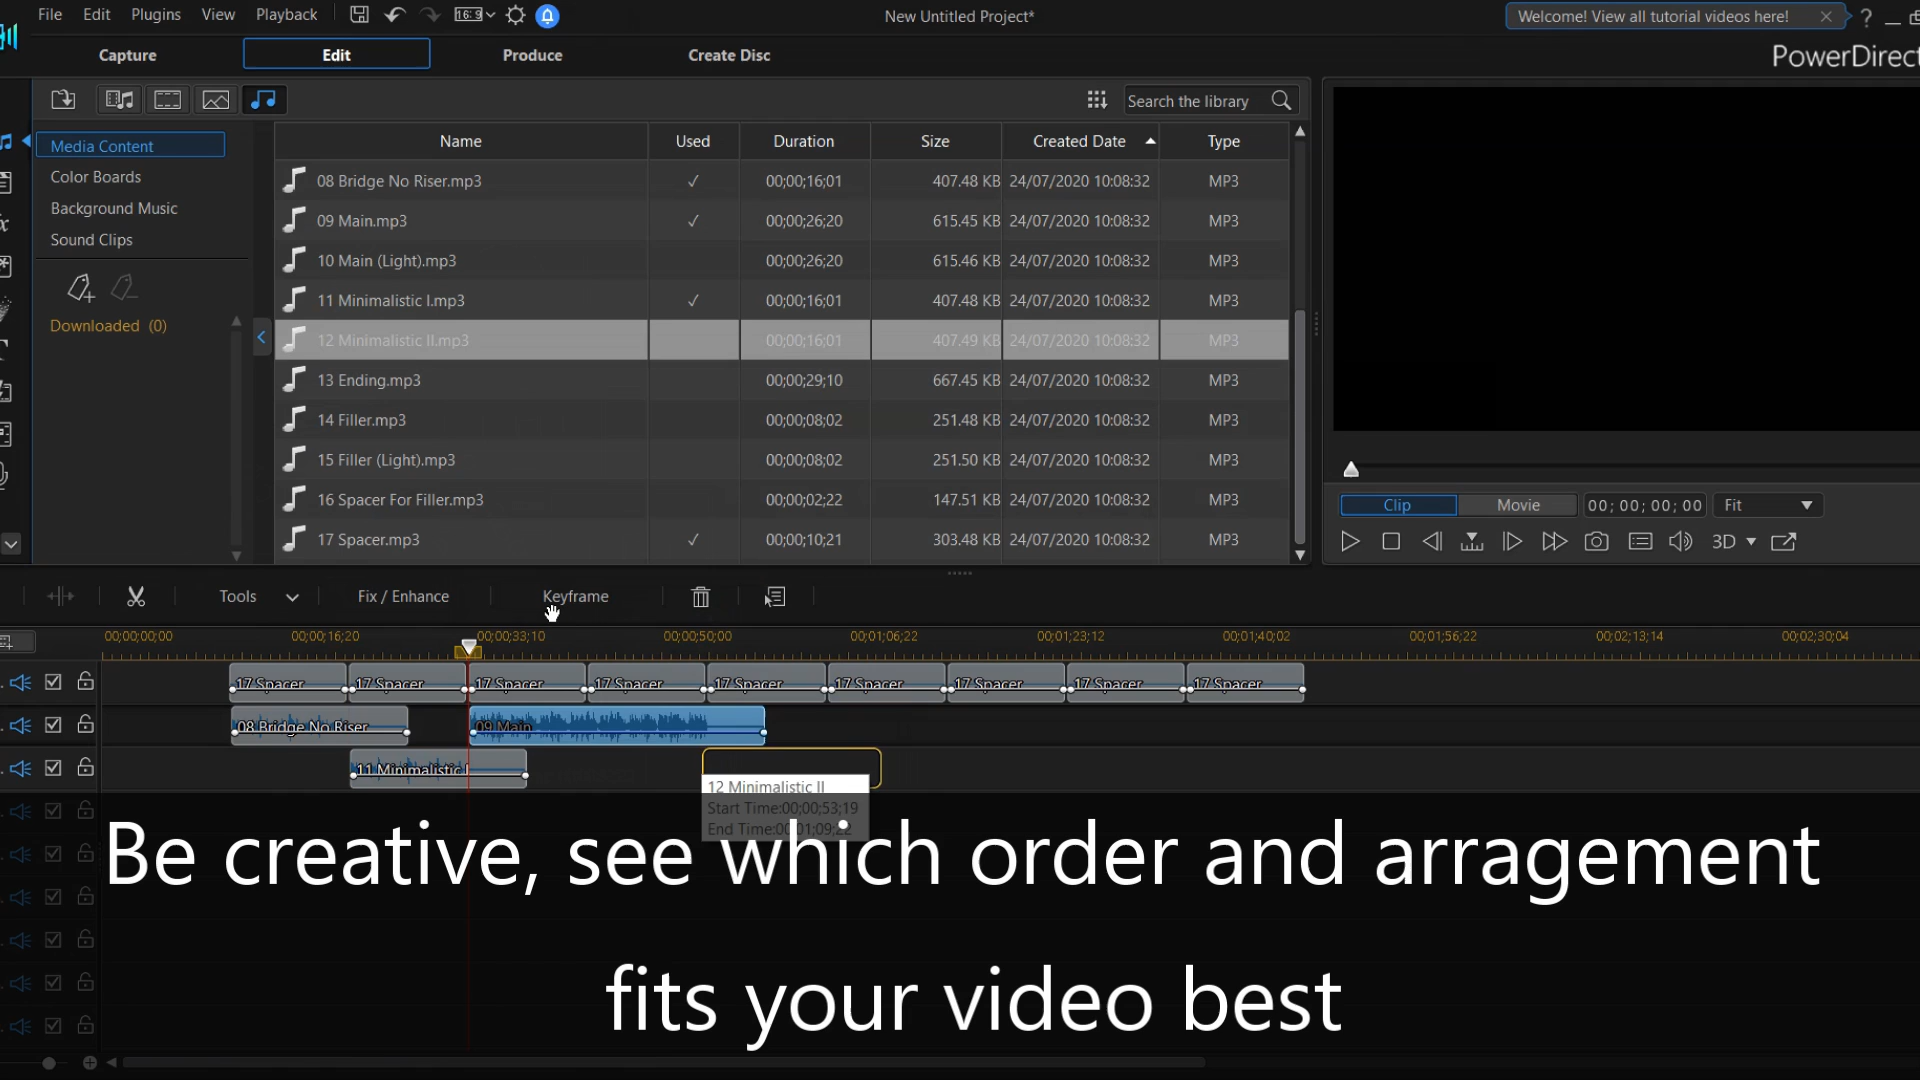 File Edit Plugins View Playback 16:9 New Untitled Project* Welcome! View all tutorial videos here! ?
Capture Edit Produce Create Disc PowerDirect
Search the library
Media Content
Color Boards
Background Music
Sound Clips
Downloaded (0)
Name Used Duration Size Created Date Type
08 Bridge No Riser.mp3 ✓ 00;00;16;01 407.48 KB 24/07/2020 10:08:32 MP3
09 Main.mp3 ✓ 00;00;26;20 615.45 KB 24/07/2020 10:08:32 MP3
10 Main (Light).mp3 00;00;26;20 615.46 KB 24/07/2020 10:08:32 MP3
11 Minimalistic I.mp3 ✓ 00;00;16;01 407.48 KB 24/07/2020 10:08:32 MP3
12 Minimalistic II.mp3 00;00;16;01 407.49 KB 24/07/2020 10:08:32 MP3
13 Ending.mp3 00;00;29;10 667.45 KB 24/07/2020 10:08:32 MP3
14 Filler.mp3 00;00;08;02 251.48 KB 24/07/2020 10:08:32 MP3
15 Filler (Light).mp3 00;00;08;02 251.50 KB 24/07/2020 10:08:32 MP3
16 Spacer For Filler.mp3 00;00;02;22 147.51 KB 24/07/2020 10:08:32 MP3
17 Spacer.mp3 ✓ 00;00;10;21 303.48 KB 24/07/2020 10:08:32 MP3
Clip Movie 00; 00; 00; 00 Fit
3D
Tools Fix / Enhance Keyframe
00;00;00;00 00;00;16;20 00;00;33;10 00;00;50;00 00;01;06;22 00;01;23;12 00;01;40;02 00;01;56;22 00;02;13;14 00;02;30;04
17 Spacer 17 Spacer 17 Spacer 17 Spacer 17 Spacer 17 Spacer 17 Spacer 17 Spacer 17 Spacer
08 Bridge No Riser 09 Main
11 Minimalistic I
12 Minimalistic II
Start Time:00;00;53;19
End Time:00;01;09;22
Be creative, see which order and arragement
fits your video best